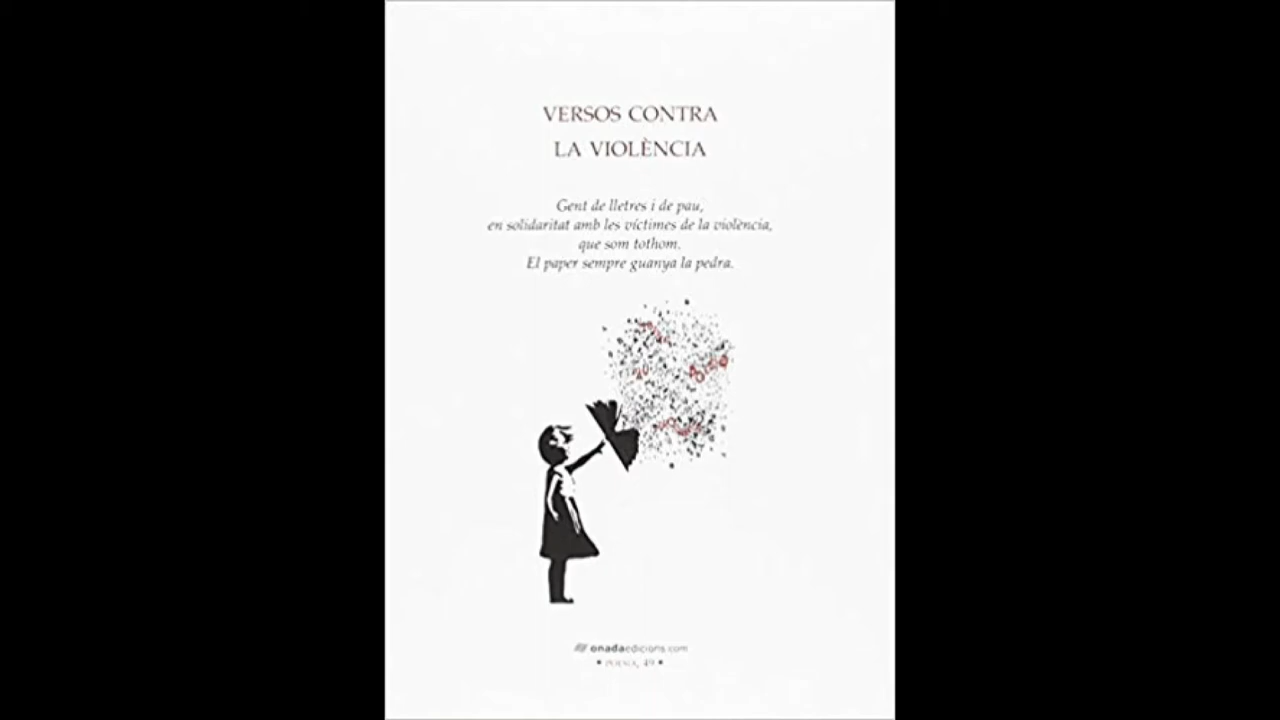 VERSOS CONTRA
LA VIOLÈNCIA
Gent de lletres i de pau,
en solidaritat amb les víctimes de la violència,
que som tothom.
El paper sempre guanya la pedra.
onadaedicions.com
• POESIA, 49 •